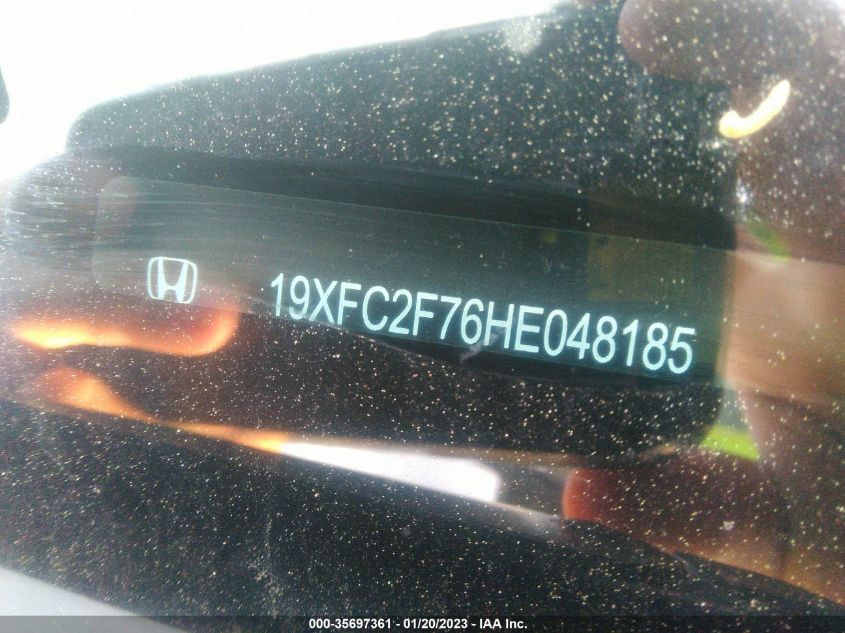 19XFC2F76HE048185
000-35697361 - 01/20/2023 - IAA Inc.